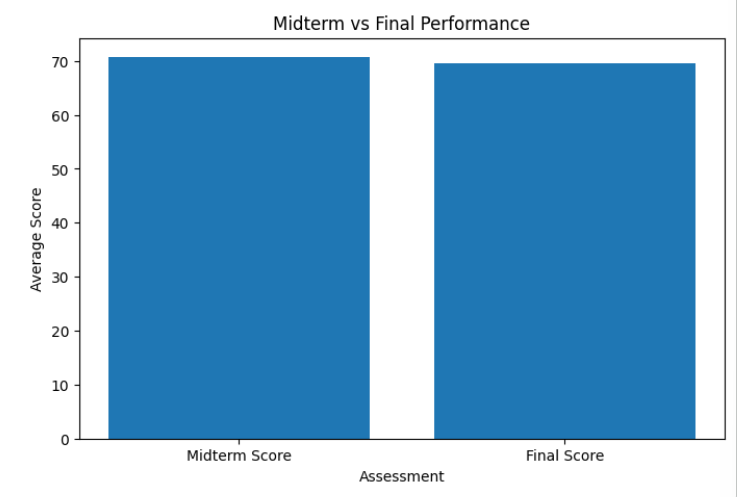 Midterm vs Final Performance
Average Score
70
60
50
40
30
20
10
0
Midterm Score Final Score
Assessment